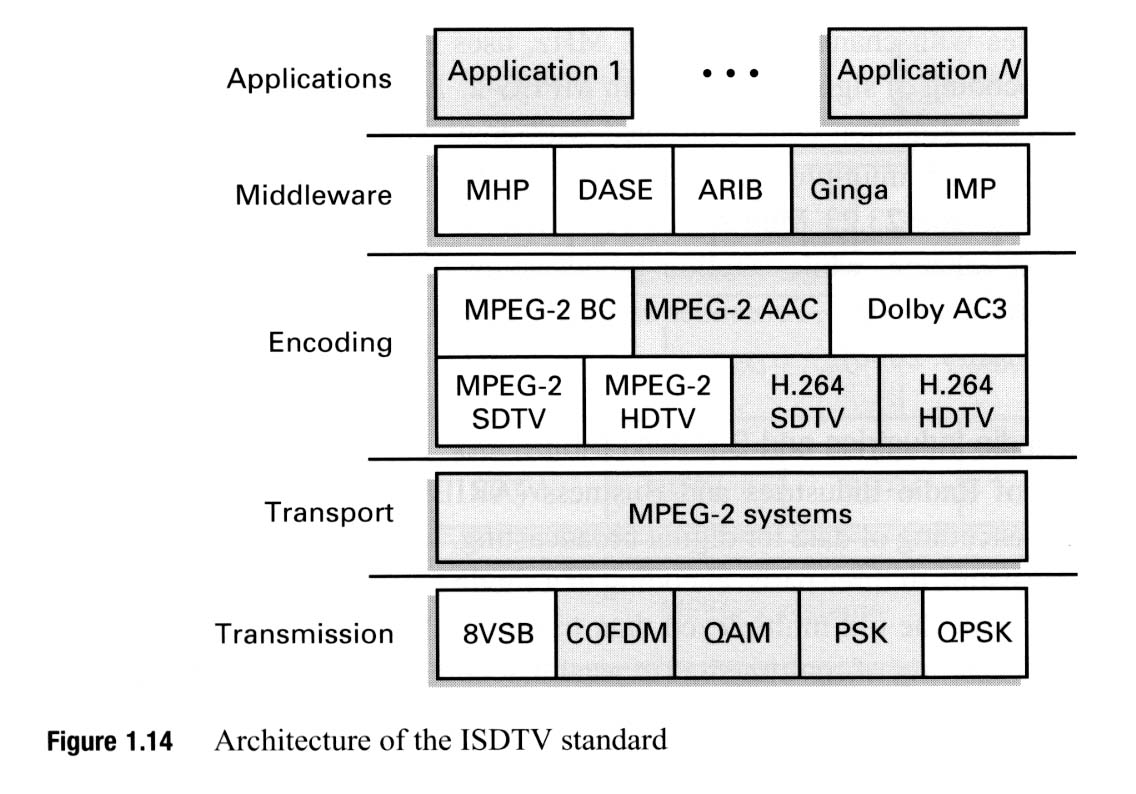 Applications Application 1 • • • Application N
Middleware MHP DASE ARIB Ginga IMP
Encoding
MPEG-2 BC MPEG-2 AAC Dolby AC3
MPEG-2 SDTV MPEG-2 HDTV H.264 SDTV H.264 HDTV
Transport MPEG-2 systems
Transmission 8VSB COFDM QAM PSK QPSK
Figure 1.14 Architecture of the ISDTV standard